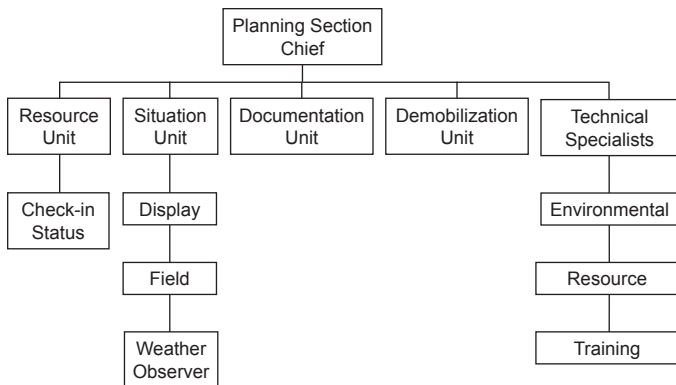 Planning Section
Chief
Resource
Unit
Situation
Unit
Documentation
Unit
Demobilization
Unit
Technical
Specialists
Check-in
Status
Display
Environmental
Field
Resource
Weather
Observer
Training